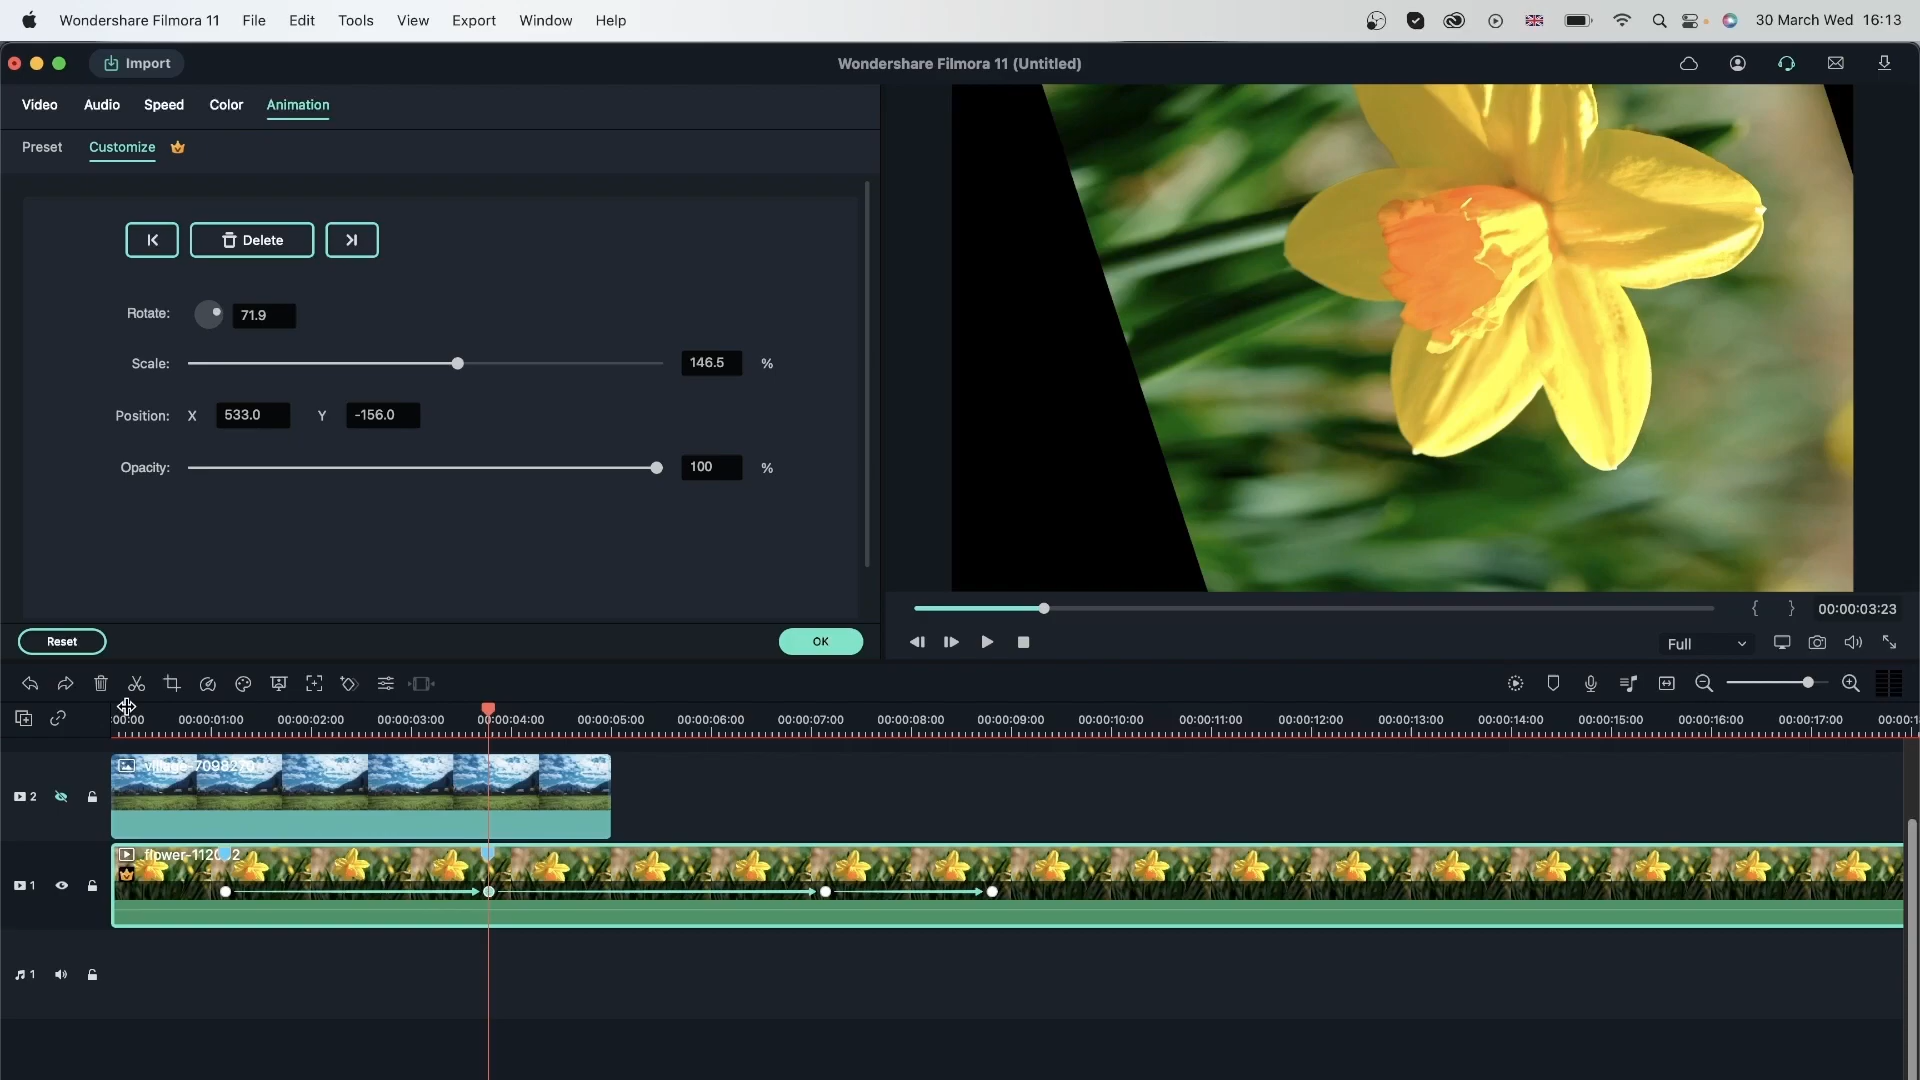 Wondershare Filmora 11 File Edit Tools View Export Window Help 30 March Wed 16:13
Import Wondershare Filmora 11 (Untitled)
Video Audio Speed Color Animation
Preset Customize
Delete
Rotate: 71.9
Scale: 146.5 %
Position: X 533.0 Y -156.0
Opacity: 100 %
{ } 00:00:03:23
Reset OK Full
:00:00 00:00:01:00 00:00:02:00 00:00:03:00 00:00:04:00 00:00:05:00 00:00:06:00 00:00:07:00 00:00:08:00 00:00:09:00 00:00:10:00 00:00:11:00 00:00:12:00 00:00:13:00 00:00:14:00 00:00:15:00 00:00:16:00 00:00:17:00 00:00:1
2
1
1